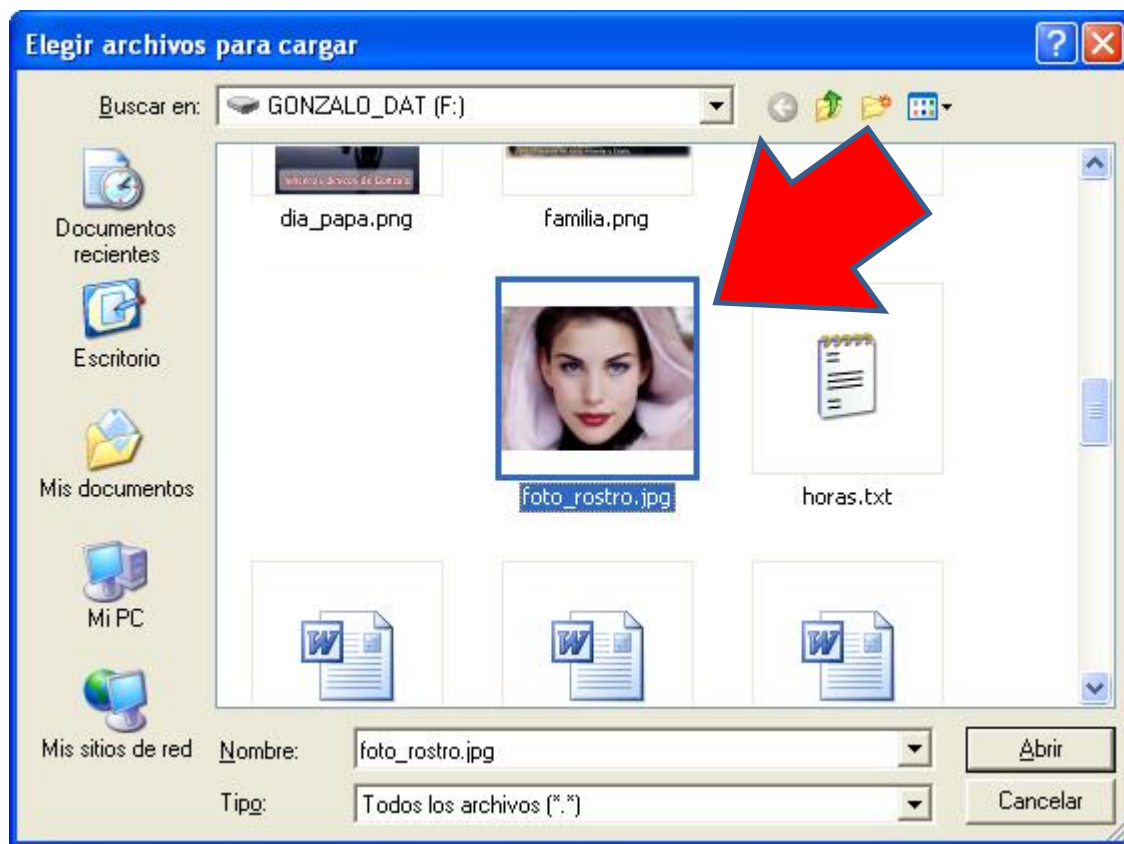 Elegir archivos para cargar
Buscar en: GONZALO_DAT (F:)
Documentos
recientes
Escritorio
Mis documentos
Mi PC
Mis sitios de red
dia_papa.png
familia.png
foto_rostro.jpg
horas.txt
Nombre: foto_rostro.jpg
Abrir
Tipo: Todos los archivos (*.*)
Cancelar